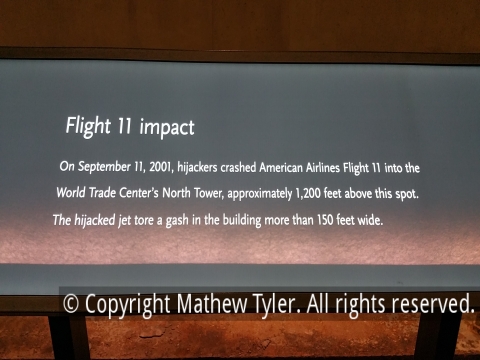 Flight 11 impact
On September 11, 2001, hijackers crashed American Airlines Flight 11 into the
World Trade Center's North Tower, approximately 1,200 feet above this spot.
The hijacked jet tore a gash in the building more than 150 feet wide.
© Copyright Mathew Tyler. All rights reserved.